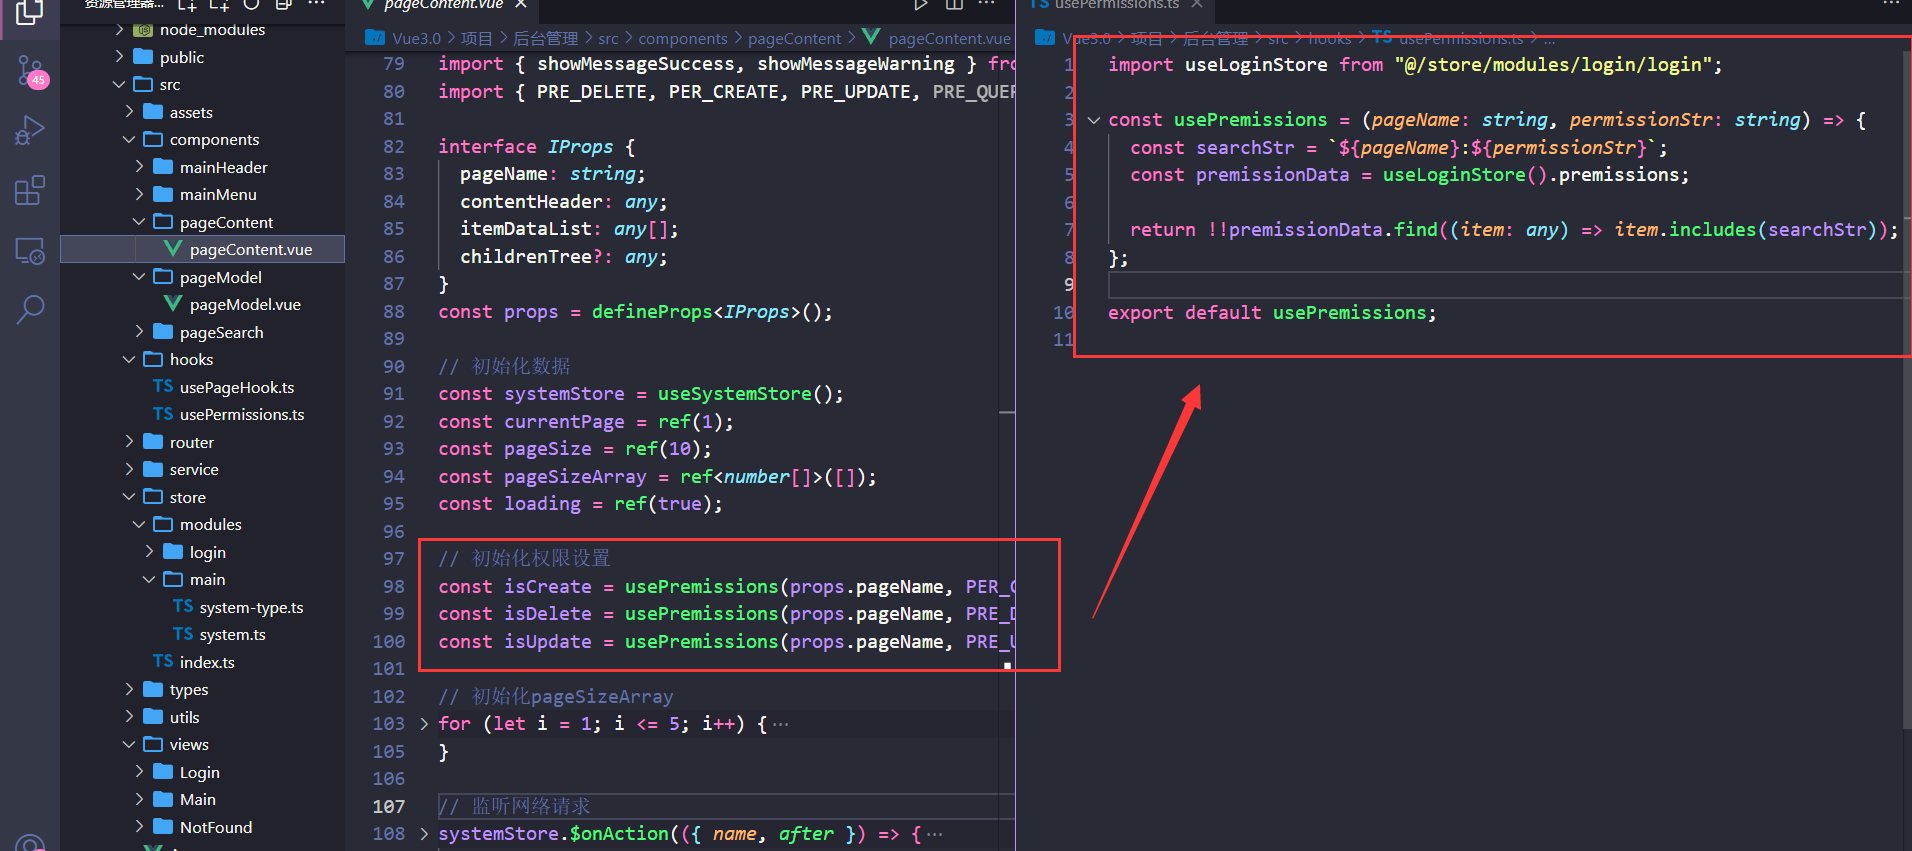 资源管理器...
node_modules
public
src
assets
components
mainHeader
mainMenu
pageContent
pageContent.vue
pageModel
pageModel.vue
pageSearch
hooks
TS usePageHook.ts
TS usePermissions.ts
router
service
store
modules
login
main
TS system-type.ts
TS system.ts
TS index.ts
types
utils
views
Login
Main
NotFound
45
pageContent.vue
Vue3.0 > 项目 > 后台管理 > src > components > pageContent > pageContent.vue
79 import { showMessageSuccess, showMessageWarning } fro
80 import { PRE_DELETE, PER_CREATE, PRE_UPDATE, PRE_QUER
81
82 interface IProps {
83 pageName: string;
84 contentHeader: any;
85 itemDataList: any[];
86 childrenTree?: any;
87 }
88 const props = defineProps<IProps>();
89
90 // 初始化数据
91 const systemStore = useSystemStore();
92 const currentPage = ref(1);
93 const pageSize = ref(10);
94 const pageSizeArray = ref<number[]>([]);
95 const loading = ref(true);
96
97 // 初始化权限设置
98 const isCreate = usePremissions(props.pageName, PER_C
99 const isDelete = usePremissions(props.pageName, PRE_D
100 const isUpdate = usePremissions(props.pageName, PRE_U
101
102 // 初始化pageSizeArray
103 for (let i = 1; i <= 5; i++) {···
105 }
106
107 // 监听网络请求
108 systemStore.$onAction(({ name, after }) => {···
TS usePermissions.ts
Vue3.0 > 项目 > 后台管理 > src > hooks > TS usePermissions.ts > ...
1 import useLoginStore from "@/store/modules/login/login";
2
3 const usePremissions = (pageName: string, permissionStr: string) => {
4 const searchStr = `${pageName}:${permissionStr}`;
5 const premissionData = useLoginStore().premissions;
6
7 return !!premissionData.find((item: any) => item.includes(searchStr));
8 };
9
10 export default usePremissions;
11